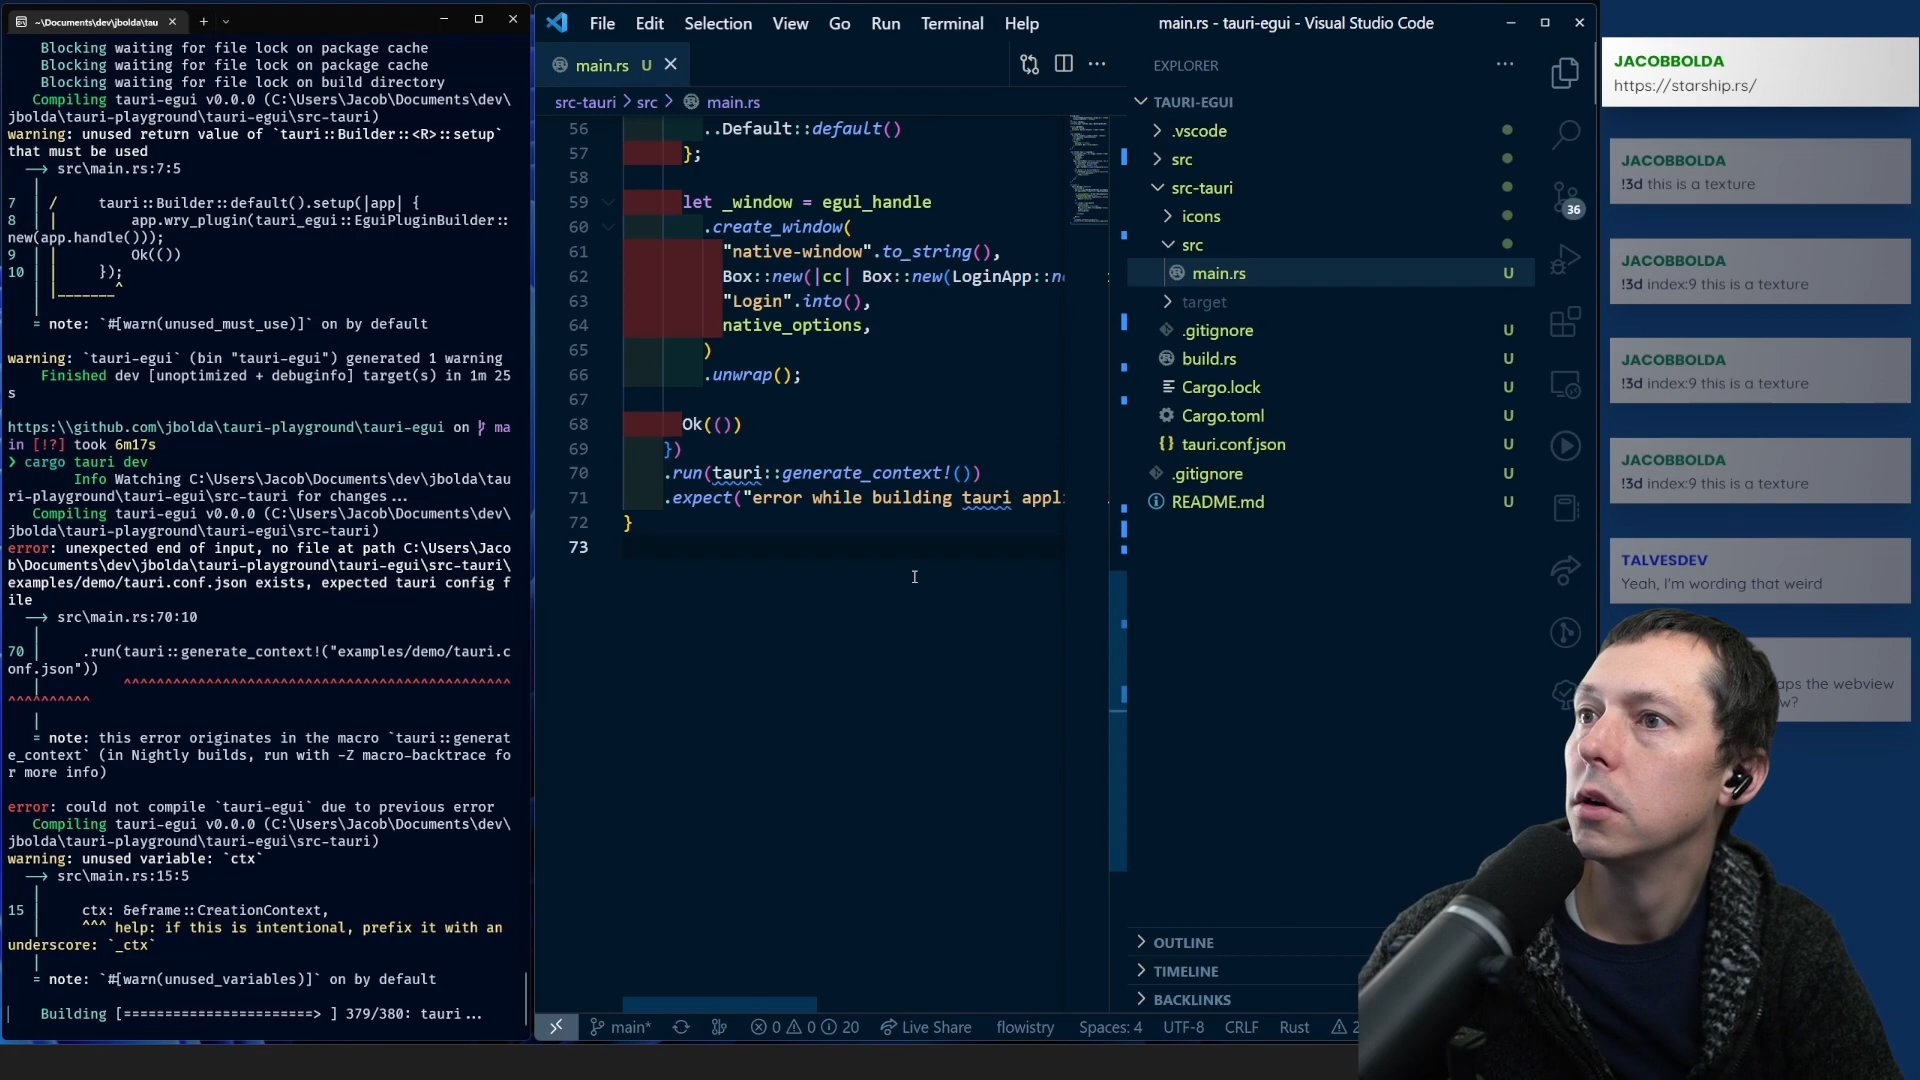 ~\Documents\dev\jbolda\tau
Blocking waiting for file lock on package cache
Blocking waiting for file lock on package cache
Blocking waiting for file lock on build directory
Compiling tauri-egui v0.0.0 (C:\Users\Jacob\Documents\dev\
jbolda\tauri-playground\tauri-egui\src-tauri)
warning: unused return value of `tauri::Builder::<R>::setup`
that must be used
--> src\main.rs:7:5
|
7 | / tauri::Builder::default().setup(|app| {
8 | | app.wry_plugin(tauri_egui::EguiPluginBuilder::
new(app.handle()));
9 | | Ok(())
10 | | });
| |_______^
|
= note: `#[warn(unused_must_use)]` on by default
warning: `tauri-egui` (bin "tauri-egui") generated 1 warning
Finished dev [unoptimized + debuginfo] target(s) in 1m 25
s
https:\\github.com\jbolda\tauri-playground\tauri-egui on ma
in [!?] took 6m17s
❯ cargo tauri dev
Info Watching C:\Users\Jacob\Documents\dev\jbolda\tau
ri-playground\tauri-egui\src-tauri for changes...
Compiling tauri-egui v0.0.0 (C:\Users\Jacob\Documents\dev\
jbolda\tauri-playground\tauri-egui\src-tauri)
error: unexpected end of input, no file at path C:\Users\Jaco
b\Documents\dev\jbolda\tauri-playground\tauri-egui\src-tauri\
examples/demo/tauri.conf.json exists, expected tauri config f
ile
--> src\main.rs:70:10
|
70 | .run(tauri::generate_context!("examples/demo/tauri.c
onf.json"))
| ^^^^^^^^^^^^^^^^^^^^^^^^^^^^^^^^^^^^^^^^^^^^^^^
^^^^^^^^^^
|
= note: this error originates in the macro `tauri::generat
e_context` (in Nightly builds, run with -Z macro-backtrace fo
r more info)
error: could not compile `tauri-egui` due to previous error
Compiling tauri-egui v0.0.0 (C:\Users\Jacob\Documents\dev\
jbolda\tauri-playground\tauri-egui\src-tauri)
warning: unused variable: `ctx`
--> src\main.rs:15:5
|
15 | ctx: &eframe::CreationContext,
| ^^^ help: if this is intentional, prefix it with an
underscore: `_ctx`
|
= note: `#[warn(unused_variables)]` on by default
Building [=======================> ] 379/380: tauri...
File Edit Selection View Go Run Terminal Help
main.rs - tauri-egui - Visual Studio Code
main.rs U
src-tauri > src > main.rs
56 ..Default::default()
57 };
58
59 let _window = egui_handle
60 .create_window(
61 "native-window".to_string(),
62 Box::new(|cc| Box::new(LoginApp::ne
63 "Login".into(),
64 native_options,
65 )
66 .unwrap();
67
68 Ok(())
69 })
70 .run(tauri::generate_context!())
71 .expect("error while building tauri appl
72 }
73
EXPLORER
TAURI-EGUI
.vscode
src
src-tauri
icons
src
main.rs U
target
.gitignore U
build.rs U
Cargo.lock U
Cargo.toml U
tauri.conf.json U
.gitignore U
README.md U
36
OUTLINE
TIMELINE
BACKLINKS
main* 0 0 20 Live Share flowistry Spaces: 4 UTF-8 CRLF Rust 2
JACOBBOLDA
https://starship.rs/
JACOBBOLDA
!3d this is a texture
JACOBBOLDA
!3d index:9 this is a texture
JACOBBOLDA
!3d index:9 this is a texture
JACOBBOLDA
!3d index:9 this is a texture
TALVESDEV
Yeah, I'm wording that weird
aps the webview
w?